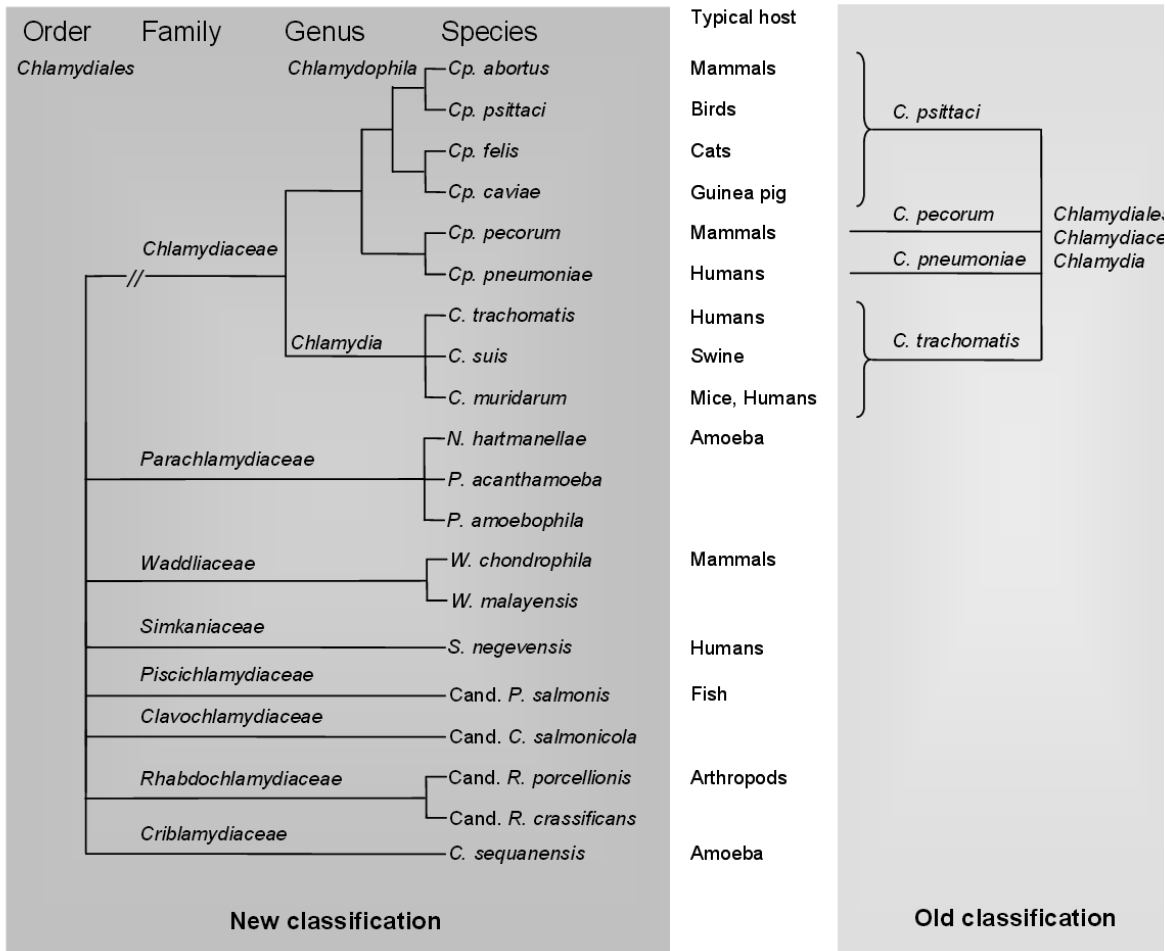 Order Family Genus Species Typical host
Chlamydiales Chlamydophila Cp. abortus Mammals
Cp. psittaci Birds C. psittaci
Cp. felis Cats
Cp. caviae Guinea pig
Chlamydiaceae Cp. pecorum Mammals C. pecorum Chlamydiales
Chlamydiace
Cp. pneumoniae Humans C. pneumoniae Chlamydia
C. trachomatis Humans
Chlamydia C. suis Swine C. trachomatis
C. muridarum Mice, Humans
N. hartmanellae Amoeba
Parachlamydiaceae P. acanthamoeba
P. amoebophila
Waddliaceae W. chondrophila Mammals
W. malayensis
Simkaniaceae S. negevensis Humans
Piscichlamydiaceae Cand. P. salmonis Fish
Clavochlamydiaceae Cand. C. salmonicola
Rhabdochlamydiaceae Cand. R. porcellionis Arthropods
Cand. R. crassificans
Criblamydiaceae C. sequanensis Amoeba
New classification Old classification